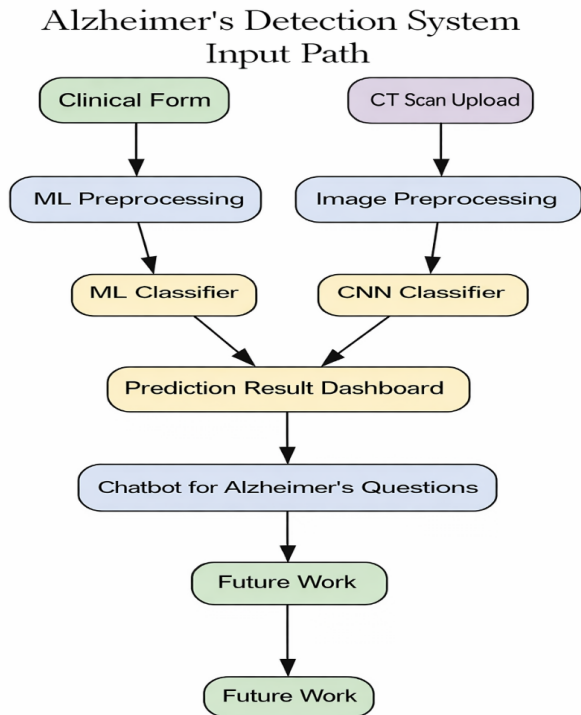 Alzheimer's Detection System
Input Path
Clinical Form
CT Scan Upload
ML Preprocessing
Image Preprocessing
ML Classifier
CNN Classifier
Prediction Result Dashboard
Chatbot for Alzheimer's Questions
Future Work
Future Work